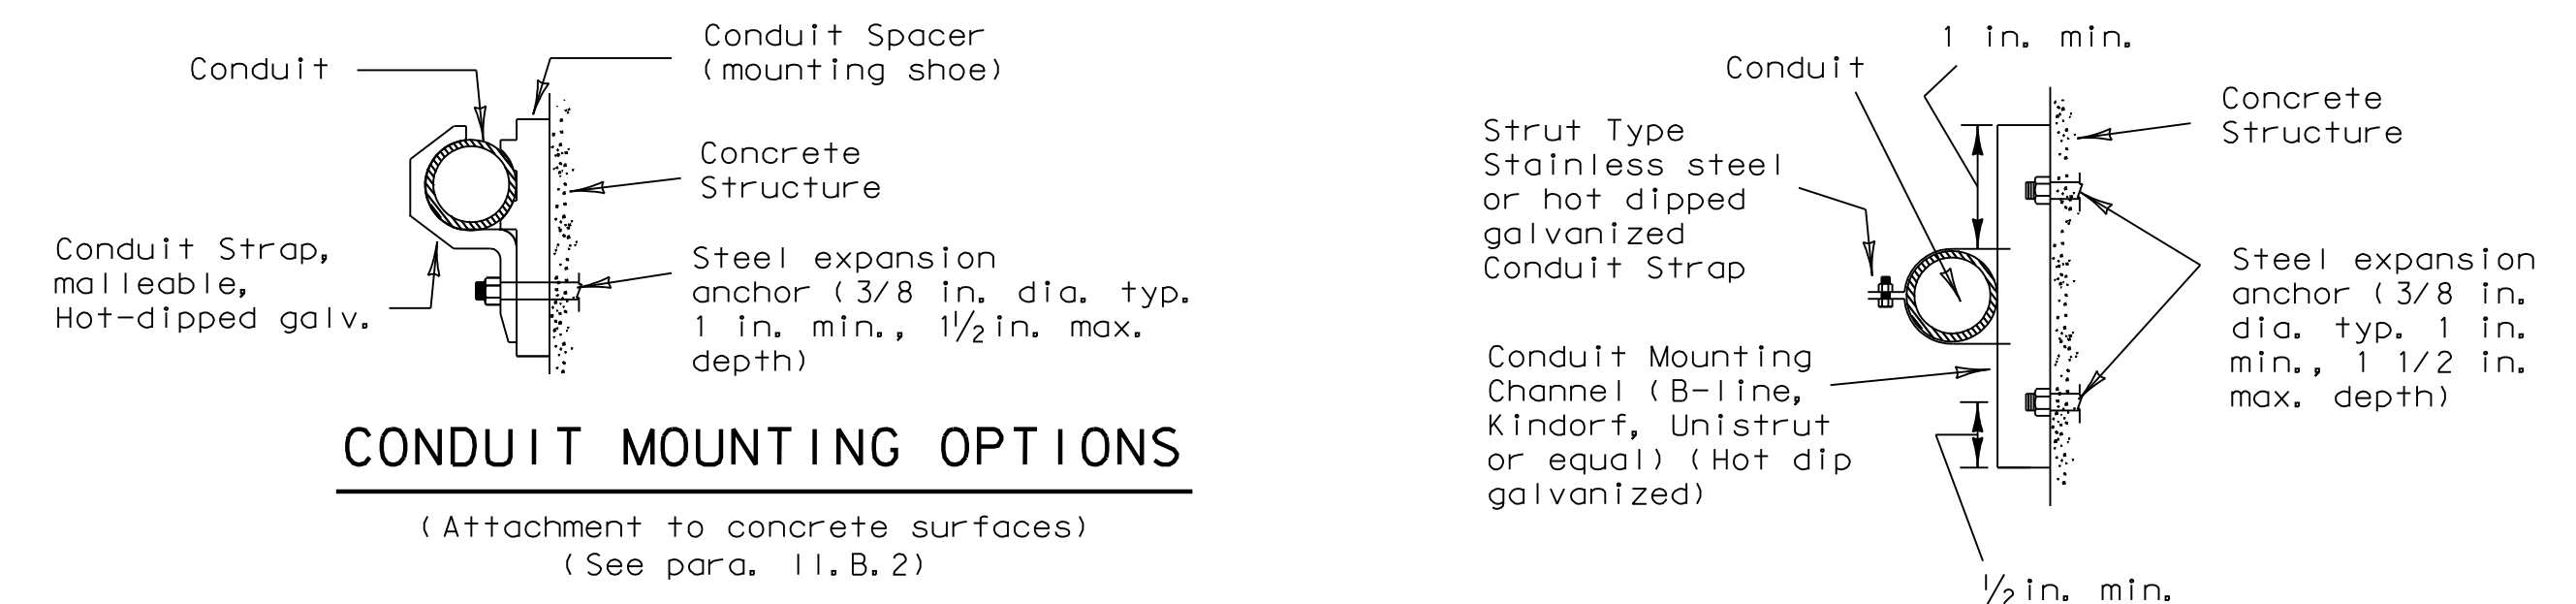 Conduit
Conduit Spacer
(mounting shoe)
Concrete
Structure
Conduit Strap,
malleable,
Hot-dipped galv.
Steel expansion
anchor (3/8 in. dia. typ.
1 in. min., 1 1/2 in. max.
depth)
CONDUIT MOUNTING OPTIONS
(Attachment to concrete surfaces)
(See para. II.B.2)
1 in. min.
Conduit
Concrete
Structure
Strut Type
Stainless steel
or hot dipped
galvanized
Conduit Strap
Steel expansion
anchor (3/8 in.
dia. typ. 1 in.
min., 1 1/2 in.
max. depth)
Conduit Mounting
Channel (B-line,
Kindorf, Unistrut
or equal) (Hot dip
galvanized)
1/2 in. min.